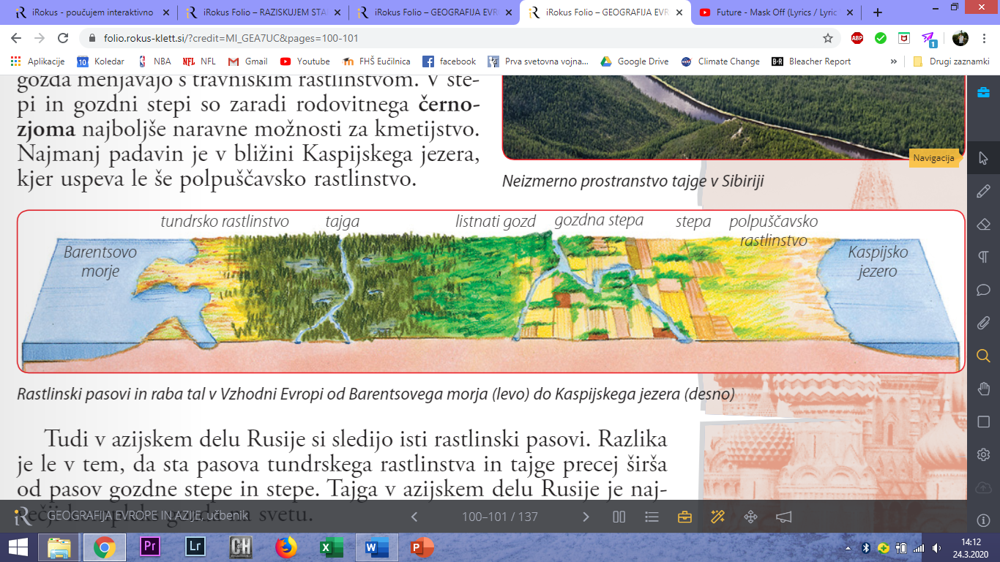 iRokus - poučujem interaktivno
iRokus Folio – RAZISKUJEM STA
iRokus Folio – GEOGRAFIJA EVR
iRokus Folio – GEOGRAFIJA EVR
Future - Mask Off (Lyrics / Lyric
folio.rokus-klett.si/?credit=MI_GEA7UC&pages=100-101
ABP
1
Aplikacije
10 Koledar
NBA
NFL NFL
Gmail
Youtube
FHŠ Eučilnica
facebook
Prva svetovna vojna...
Google Drive
Climate Change
B/R Bleacher Report
»
Drugi zaznamki
gozda menjavajo s travniškim rastlinstvom. V ste-
pi in gozdni stepi so zaradi rodovitnega černo-
zjoma najboljše naravne možnosti za kmetijstvo.
Najmanj padavin je v bližini Kaspijskega jezera,
kjer uspeva le še polpuščavsko rastlinstvo.
Navigacija
Neizmerno prostranstvo tajge v Sibiriji
tundrsko rastlinstvo
tajga
listnati gozd
gozdna stepa
stepa
polpuščavsko
rastlinstvo
Barentsovo
morje
Kaspijsko
jezero
Rastlinski pasovi in raba tal v Vzhodni Evropi od Barentsovega morja (levo) do Kaspijskega jezera (desno)
Tudi v azijskem delu Rusije si sledijo isti rastlinski pasovi. Razlika
je le v tem, da sta pasova tundrskega rastlinstva in tajge precej širša
od pasov gozdne stepe in stepe. Tajga v azijskem delu Rusije je naj-
svetu.
iR
GEOGRAFIJA EVROPE IN AZIJE, učbenik
100–101 / 137
Pr
Lr
C&H
X
W
P
14:12
24.3.2020